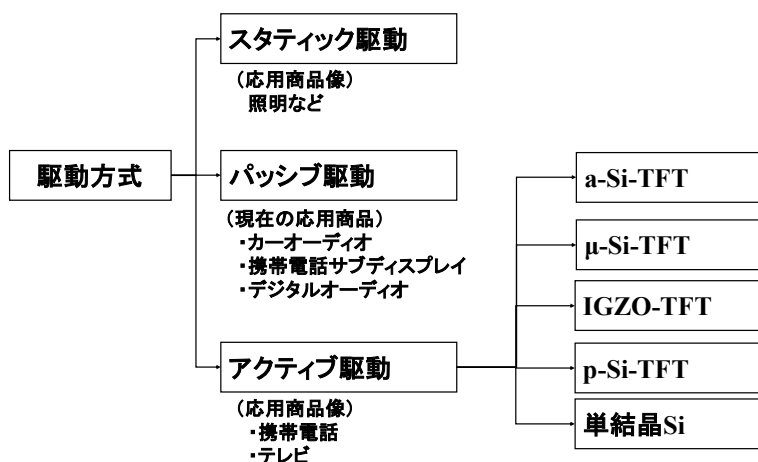 スタティック駆動
（応用商品像）
照明など
駆動方式
パッシブ駆動
（現在の応用商品）
・カーオーディオ
・携帯電話サブディスプレイ
・デジタルオーディオ
アクティブ駆動
（応用商品像）
・携帯電話
・テレビ
a-Si-TFT
μ-Si-TFT
IGZO-TFT
p-Si-TFT
単結晶Si